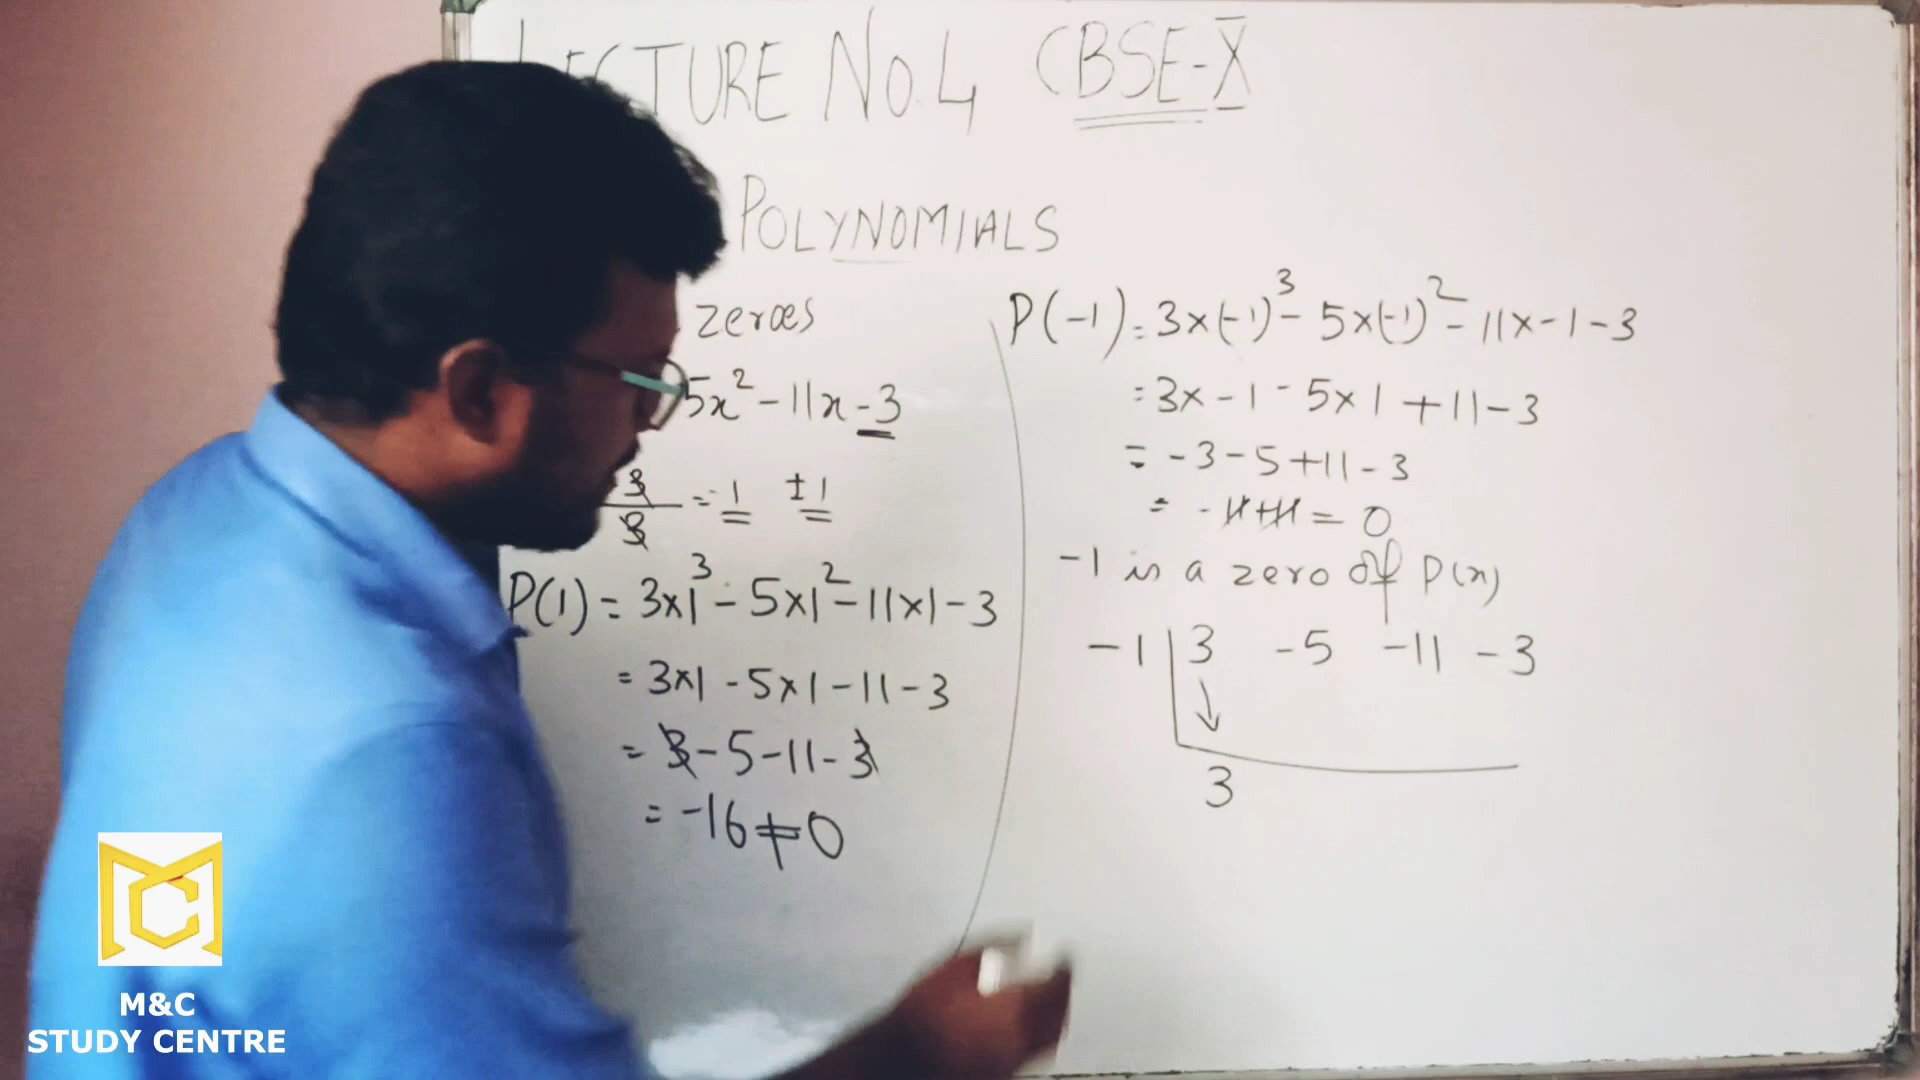 LECTURE No.4 CBSE-X
POLYNOMIALS
zeroes
5x² - 11x - 3
3/3 = 1 ±1
P(1) = 3x1³ - 5x1² - 11x1 - 3
= 3x1 - 5x1 - 11 - 3
= 3 - 5 - 11 - 3
= -16 ≠ 0
P(-1) = 3x(-1)³ - 5x(-1)² - 11x-1-3
= 3x-1 - 5x1 + 11-3
= -3-5+11-3
= -11+11 = 0
-1 is a zero of P(x)
-1 | 3 -5 -11 -3
↓
3
M&C
STUDY CENTRE